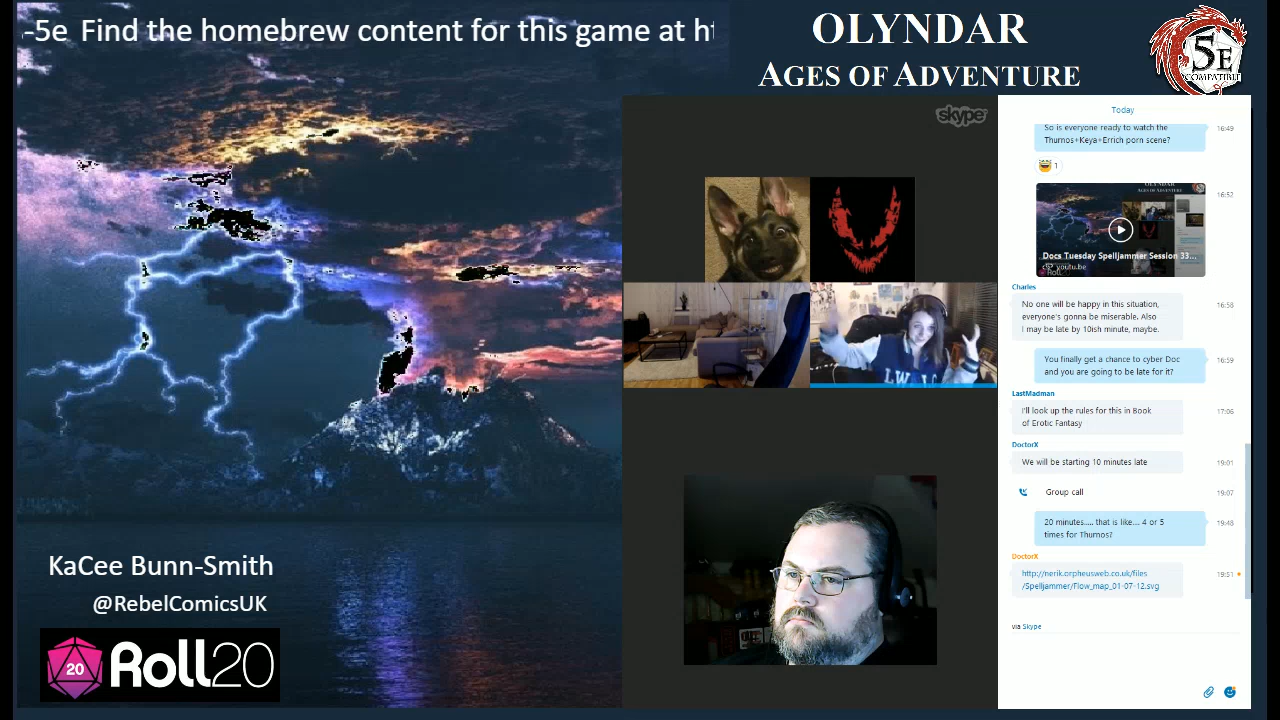 -5e Find the homebrew content for this game at ht
OLYNDAR
AGES OF ADVENTURE
5E
COMPATIBLE
skype
Today
So is everyone ready to watch the
Thurnos+Keya+Errich porn scene?
16:49
1
16:52
OLYNDAR
AGES OF ADVENTURE
Docs Tuesday Spelljammer Session 33...
youtu.be
Charles
No one will be happy in this situation,
everyone's gonna be miserable. Also
I may be late by 10ish minute, maybe.
16:58
You finally get a chance to cyber Doc
and you are going to be late for it?
16:59
LastMadman
I'll look up the rules for this in Book
of Erotic Fantasy
17:06
DoctorX
We will be starting 10 minutes late
19:01
Group call
19:07
20 minutes..... that is like.... 4 or 5
times for Thurnos?
19:48
DoctorX
http://nerik.orpheusweb.co.uk/files
/Spelljammer/Flow_map_01-07-12.svg
19:51
via Skype
KaCee Bunn-Smith
@RebelComicsUK
20
Roll20